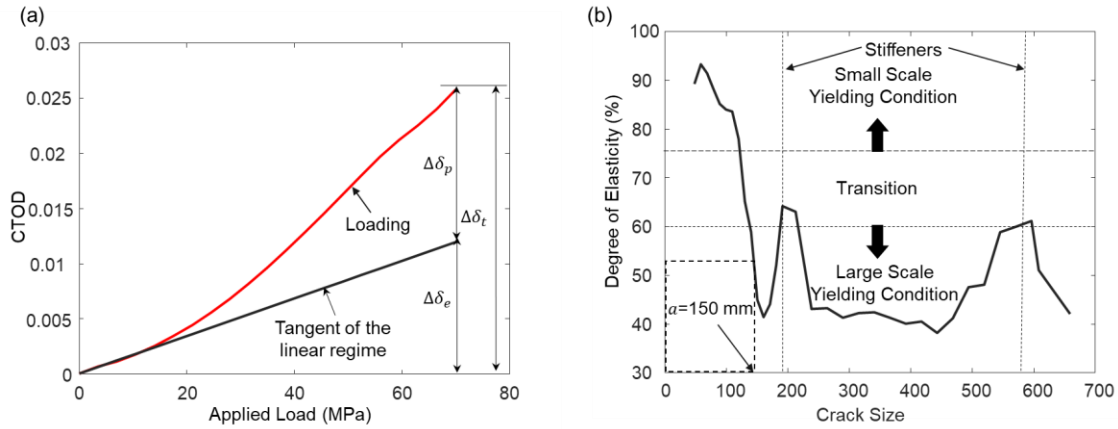 (a)
0.03
0.025
0.02
0.015
0.01
0.005
0
CTOD
Δδₚ
Δδₜ
Δδₑ
Loading
Tangent of the
linear regime
0 20 40 60 80
Applied Load (MPa)
(b)
100
90
80
70
60
50
40
30
Degree of Elasticity (%)
Stiffeners
Small Scale
Yielding Condition
Transition
Large Scale
Yielding Condition
a=150 mm
0 100 200 300 400 500 600 700
Crack Size